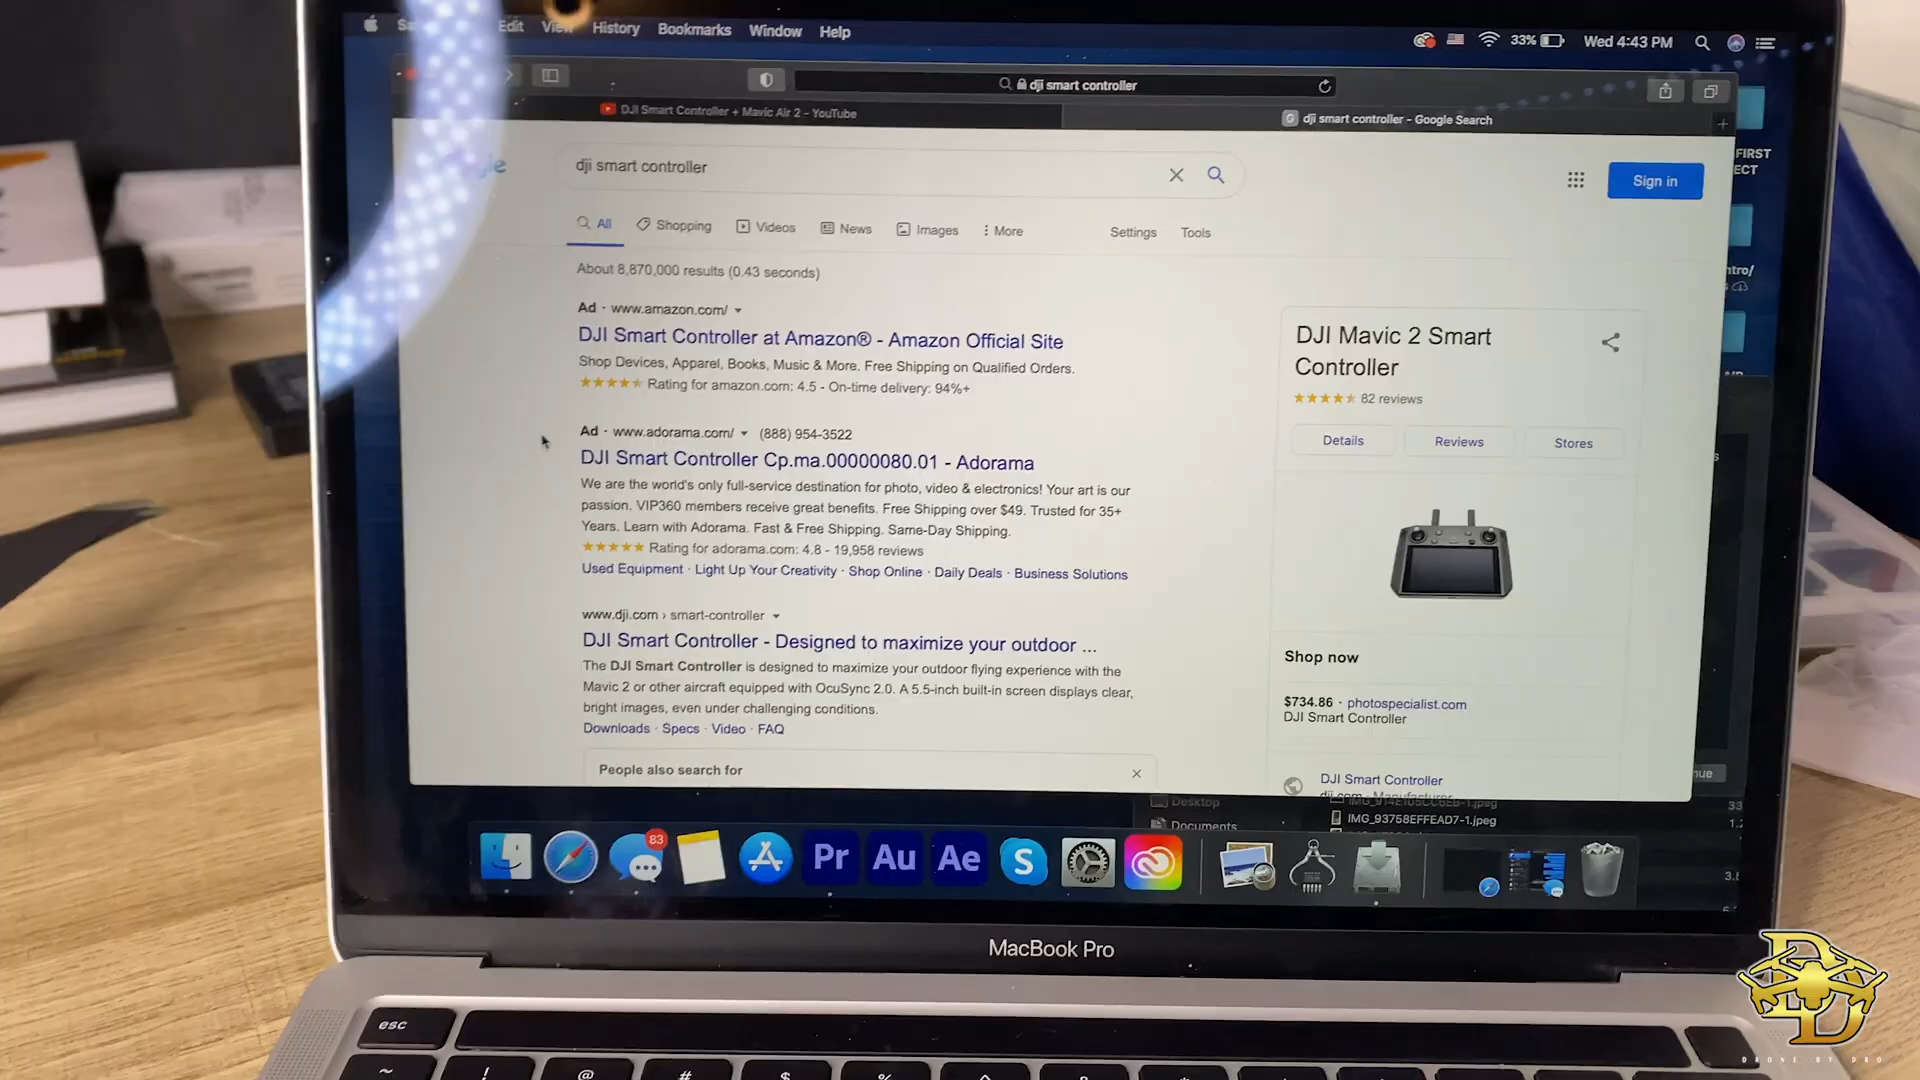 Edit View History Bookmarks Window Help
33% Wed 4:43 PM
dji smart controller
DJI Smart Controller + Mavic Air 2 - YouTube
dji smart controller - Google Search
FIRST
dji smart controller
Sign in
All Shopping Videos News Images More Settings Tools
About 8,870,000 results (0.43 seconds)
Ad · www.amazon.com/
DJI Smart Controller at Amazon® - Amazon Official Site
Shop Devices, Apparel, Books, Music & More. Free Shipping on Qualified Orders.
Rating for amazon.com: 4.5 - On-time delivery: 94%+
Ad · www.adorama.com/ (888) 954-3522
DJI Smart Controller Cp.ma.00000080.01 - Adorama
We are the world's only full-service destination for photo, video & electronics! Your art is our
passion. VIP360 members receive great benefits. Free Shipping over $49. Trusted for 35+
Years. Learn with Adorama. Fast & Free Shipping. Same-Day Shipping.
Rating for adorama.com: 4.8 - 19,958 reviews
Used Equipment · Light Up Your Creativity · Shop Online · Daily Deals · Business Solutions
www.dji.com › smart-controller
DJI Smart Controller - Designed to maximize your outdoor ...
The DJI Smart Controller is designed to maximize your outdoor flying experience with the
Mavic 2 or other aircraft equipped with OcuSync 2.0. A 5.5-inch built-in screen displays clear,
bright images, even under challenging conditions.
Downloads · Specs · Video · FAQ
People also search for
DJI Mavic 2 Smart
Controller
82 reviews
Details Reviews Stores
Shop now
$734.86 · photospecialist.com
DJI Smart Controller
DJI Smart Controller
Desktop
Documents
IMG_93758EFFEAD7-1.jpeg
83
Pr Au Ae S
MacBook Pro
esc
~ ! @ # $ %
D D
DRONE BY DRO